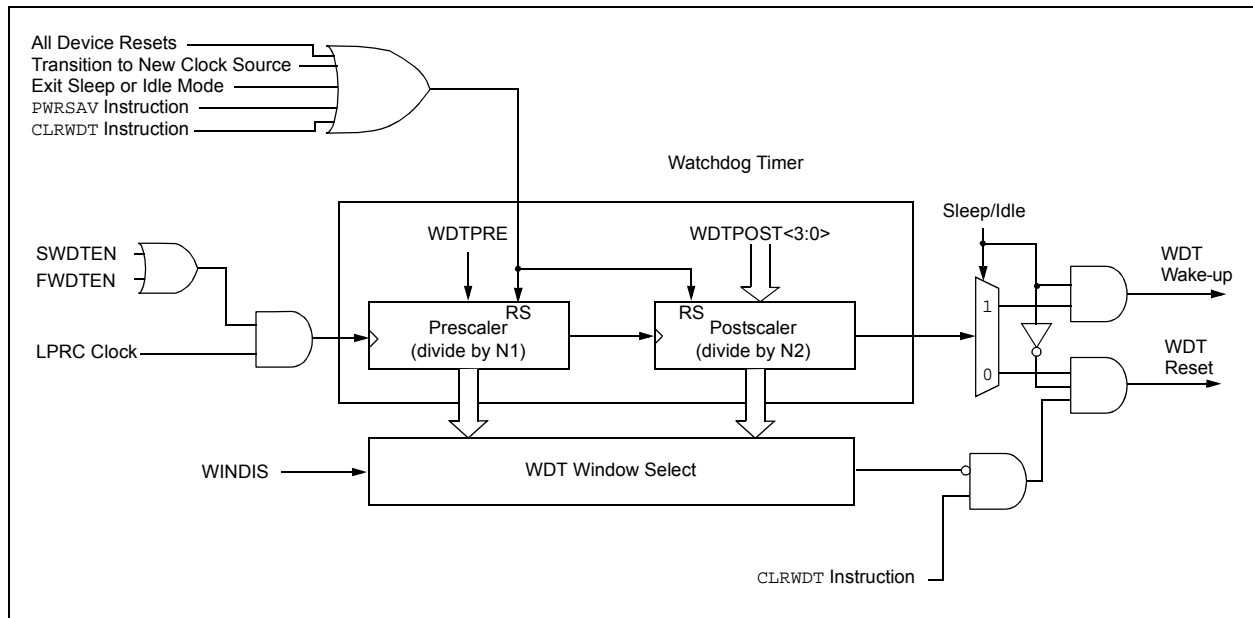 All Device Resets
Transition to New Clock Source
Exit Sleep or Idle Mode
PWRSAV Instruction
CLRWDT Instruction
Watchdog Timer
Sleep/Idle
SWDTEN
FWDTEN
LPRC Clock
WDTPRE
WDTPOST<3:0>
RS
Prescaler
(divide by N1)
RS
Postscaler
(divide by N2)
1
0
WDT
Wake-up
WDT
Reset
WINDIS
WDT Window Select
CLRWDT Instruction